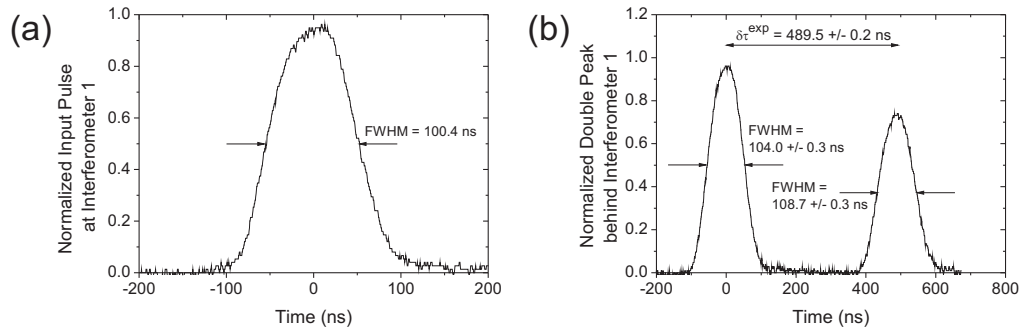 (a)
Normalized Input Pulse
at Interferometer 1
1.0
0.8
0.6
0.4
0.2
0.0
FWHM = 100.4 ns
-200
-100
0
100
200
Time (ns)
(b)
Normalized Double Peak
behind Interferometer 1
1.2
1.0
0.8
0.6
0.4
0.2
0.0
δτ^exp = 489.5 +/- 0.2 ns
FWHM =
104.0 +/- 0.3 ns
FWHM =
108.7 +/- 0.3 ns
-200
0
200
400
600
800
Time (ns)